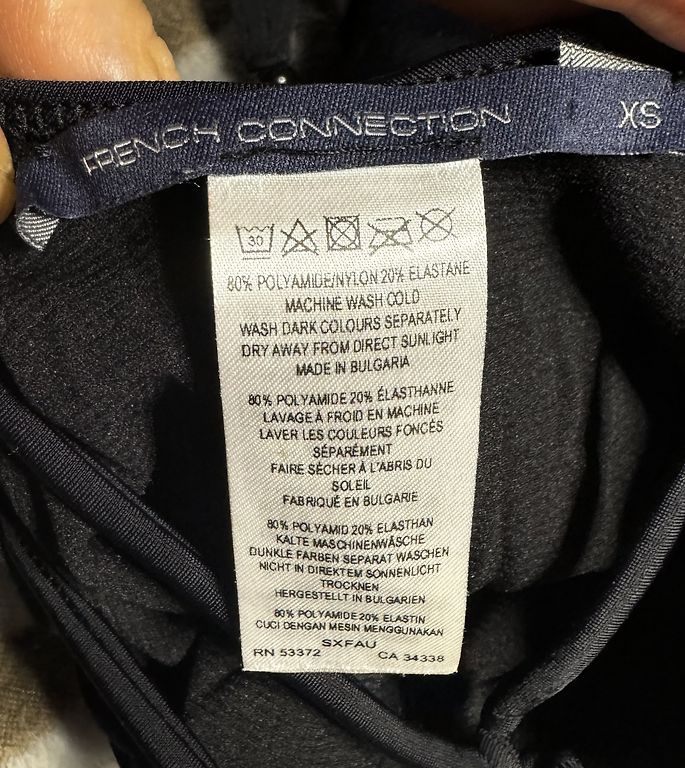 FRENCH CONNECTION
XS
30
80% POLYAMIDE/NYLON 20% ELASTANE
MACHINE WASH COLD
WASH DARK COLOURS SEPARATELY
DRY AWAY FROM DIRECT SUNLIGHT
MADE IN BULGARIA
80% POLYAMIDE 20% ÉLASTHANNE
LAVAGE À FROID EN MACHINE
LAVER LES COULEURS FONCÉS
SÉPARÉMENT
FAIRE SÉCHER À L'ABRIS DU
SOLEIL
FABRIQUÉ EN BULGARIE
80% POLYAMID 20% ELASTHAN
KALTE MASCHINENWÄSCHE
DUNKLE FARBEN SEPARAT WASCHEN
NICHT IN DIREKTEM SONNENLICHT
TROCKNEN
HERGESTELLT IN BULGARIEN
80% POLYAMIDE 20% ELASTIN
CUCI DENGAN MESIN MENGGUNAKAN
SXFAU
RN 53372 CA 34338